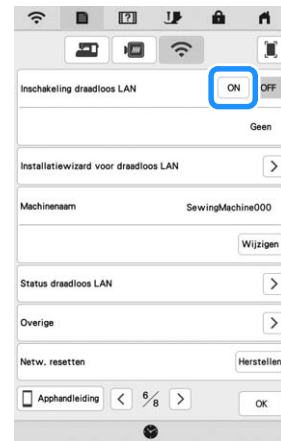 Inschakeling draadloos LAN ON OFF
Geen
Installatiewizard voor draadloos LAN
Machinenaam SewingMachine000
Wijzigen
Status draadloos LAN
Overige
Netw. resetten Herstellen
Apphandleiding < 6/8 > OK